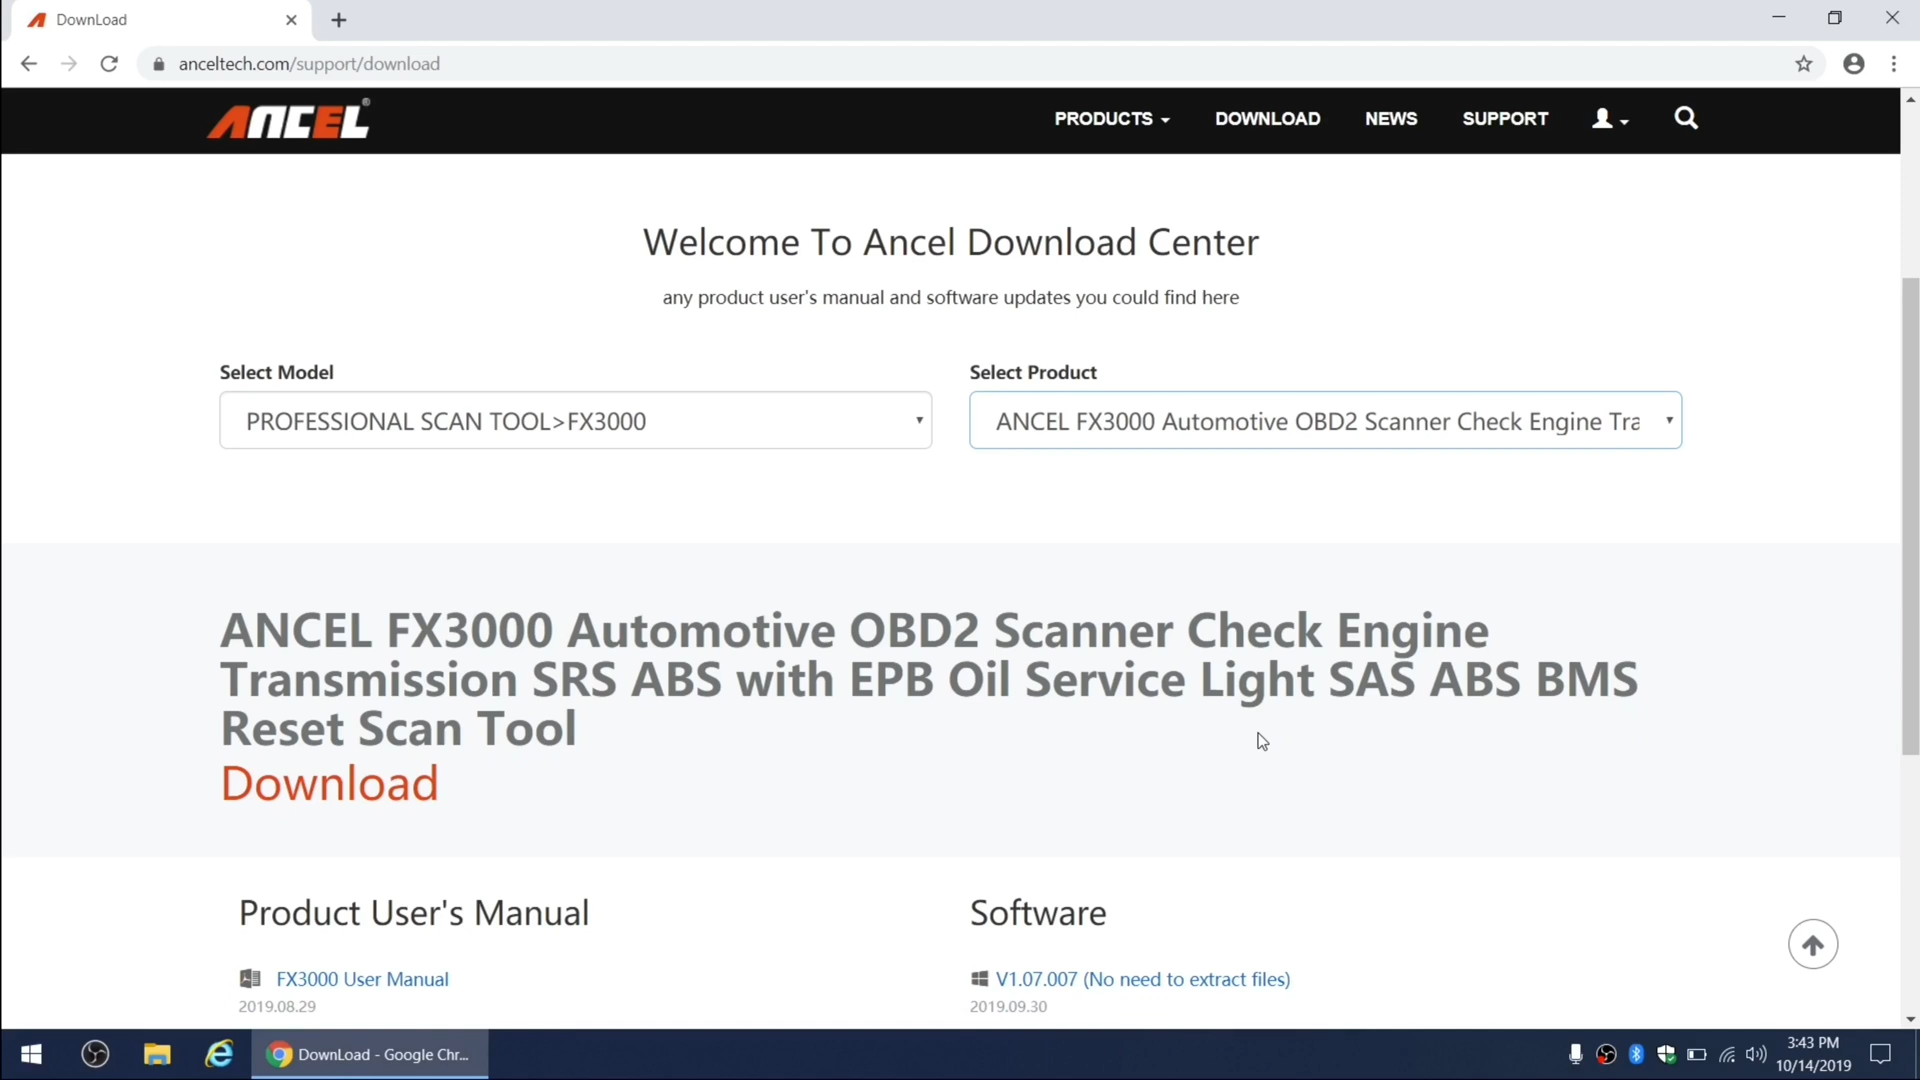 DownLoad
anceltech.com/support/download
ANCEL®
PRODUCTS
DOWNLOAD
NEWS
SUPPORT
Welcome To Ancel Download Center
any product user's manual and software updates you could find here
Select Model
Select Product
PROFESSIONAL SCAN TOOL>FX3000
ANCEL FX3000 Automotive OBD2 Scanner Check Engine Tra
ANCEL FX3000 Automotive OBD2 Scanner Check Engine
Transmission SRS ABS with EPB Oil Service Light SAS ABS BMS
Reset Scan Tool
Download
Product User's Manual
Software
FX3000 User Manual
V1.07.007 (No need to extract files)
2019.08.29
2019.09.30
DownLoad - Google Chr...
3:43 PM
10/14/2019